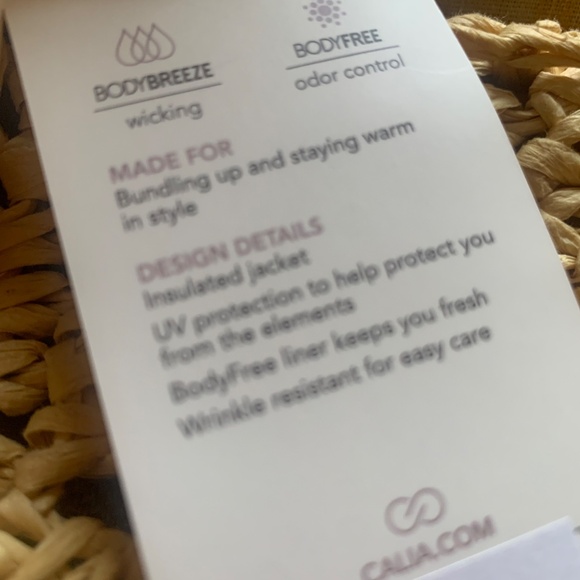 BODYBREEZE
wicking
BODYFREE
odor control
MADE FOR
Bundling up and staying warm
in style
DESIGN DETAILS
Insulated jacket
UV protection to help protect you
from the elements
BodyFree liner keeps you fresh
Wrinkle resistant for easy care
CALIA.COM